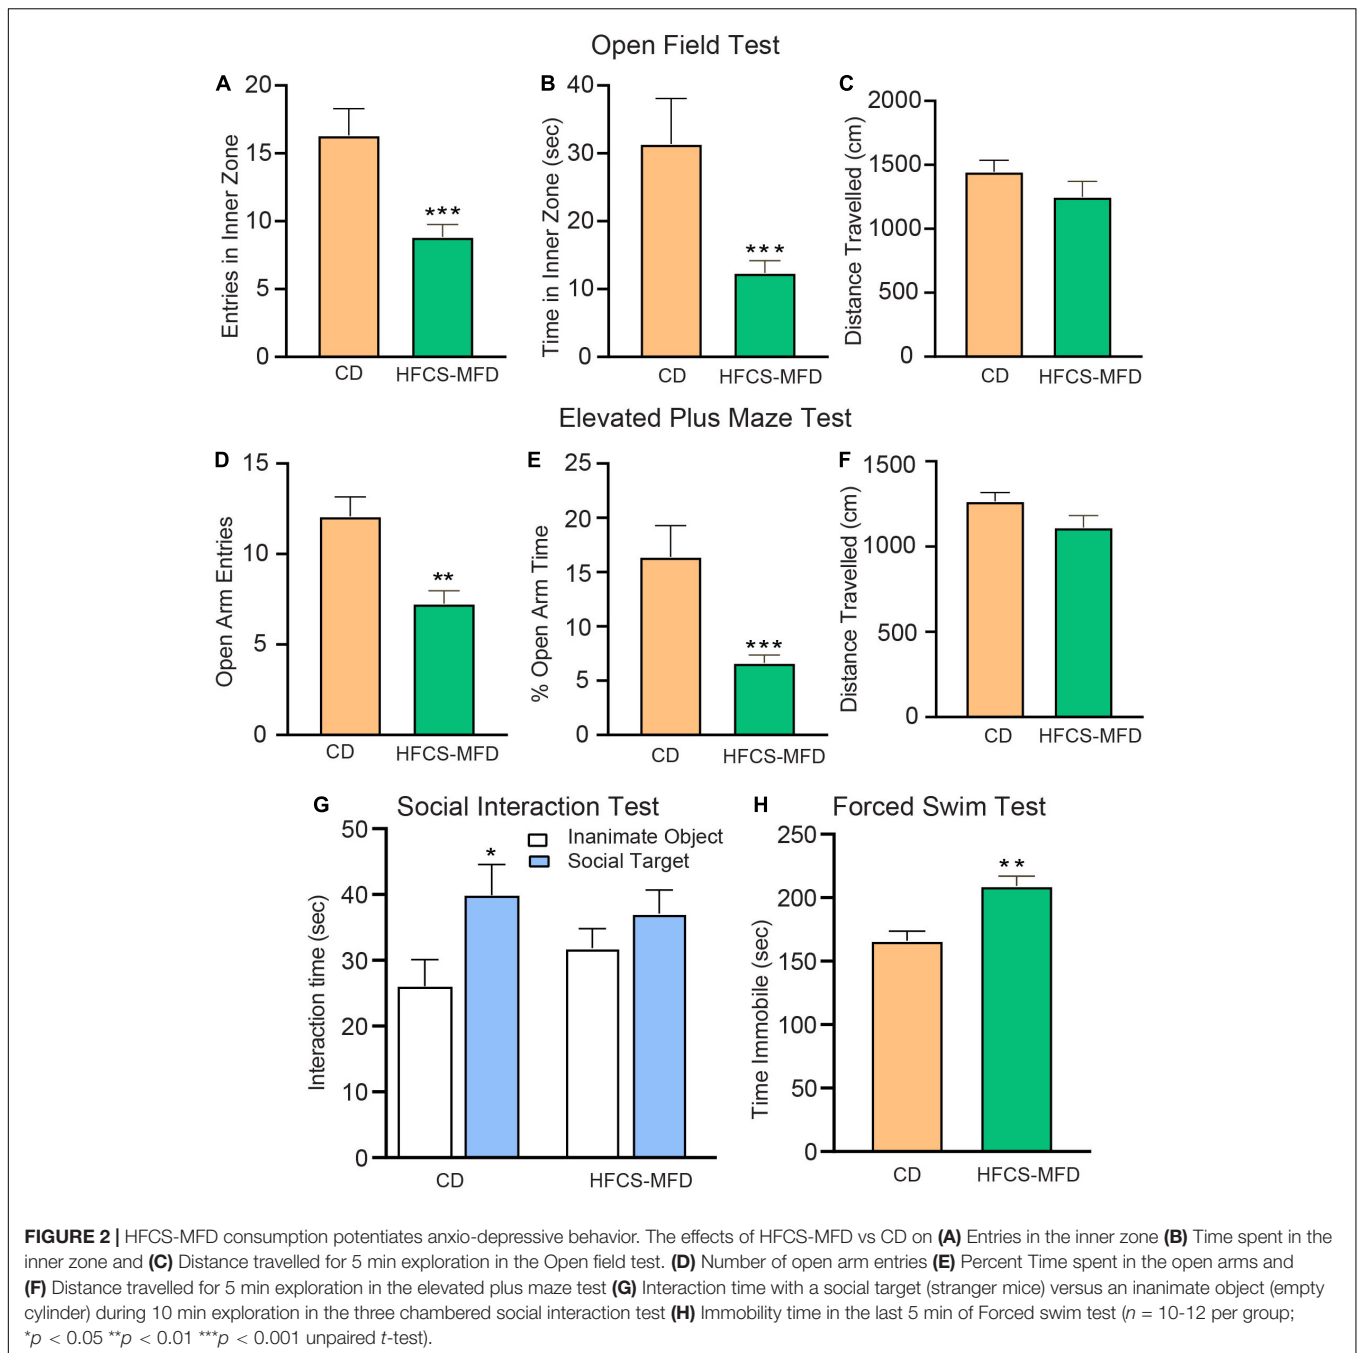 Open Field Test
A
20
15
10
5
0
Entries in Inner Zone
***
CD
HFCS-MFD
B
40
30
20
10
0
Time in Inner Zone (sec)
***
CD
HFCS-MFD
C
2000
1500
1000
500
0
Distance Travelled (cm)
CD
HFCS-MFD
Elevated Plus Maze Test
D
15
10
5
0
Open Arm Entries
**
CD
HFCS-MFD
E
25
20
15
10
5
0
% Open Arm Time
***
CD
HFCS-MFD
F
1500
1000
500
0
Distance Travelled (cm)
CD
HFCS-MFD
G
Social Interaction Test
50
40
30
20
10
0
Interaction time (sec)
Inanimate Object
Social Target
*
CD
HFCS-MFD
H
Forced Swim Test
250
200
150
100
50
0
Time Immobile (sec)
**
CD
HFCS-MFD
FIGURE 2 | HFCS-MFD consumption potentiates anxio-depressive behavior. The effects of HFCS-MFD vs CD on (A) Entries in the inner zone (B) Time spent in the
inner zone and (C) Distance travelled for 5 min exploration in the Open field test. (D) Number of open arm entries (E) Percent Time spent in the open arms and
(F) Distance travelled for 5 min exploration in the elevated plus maze test (G) Interaction time with a social target (stranger mice) versus an inanimate object (empty
cylinder) during 10 min exploration in the three chambered social interaction test (H) Immobility time in the last 5 min of Forced swim test (n = 10-12 per group;
*p < 0.05 **p < 0.01 ***p < 0.001 unpaired t-test).